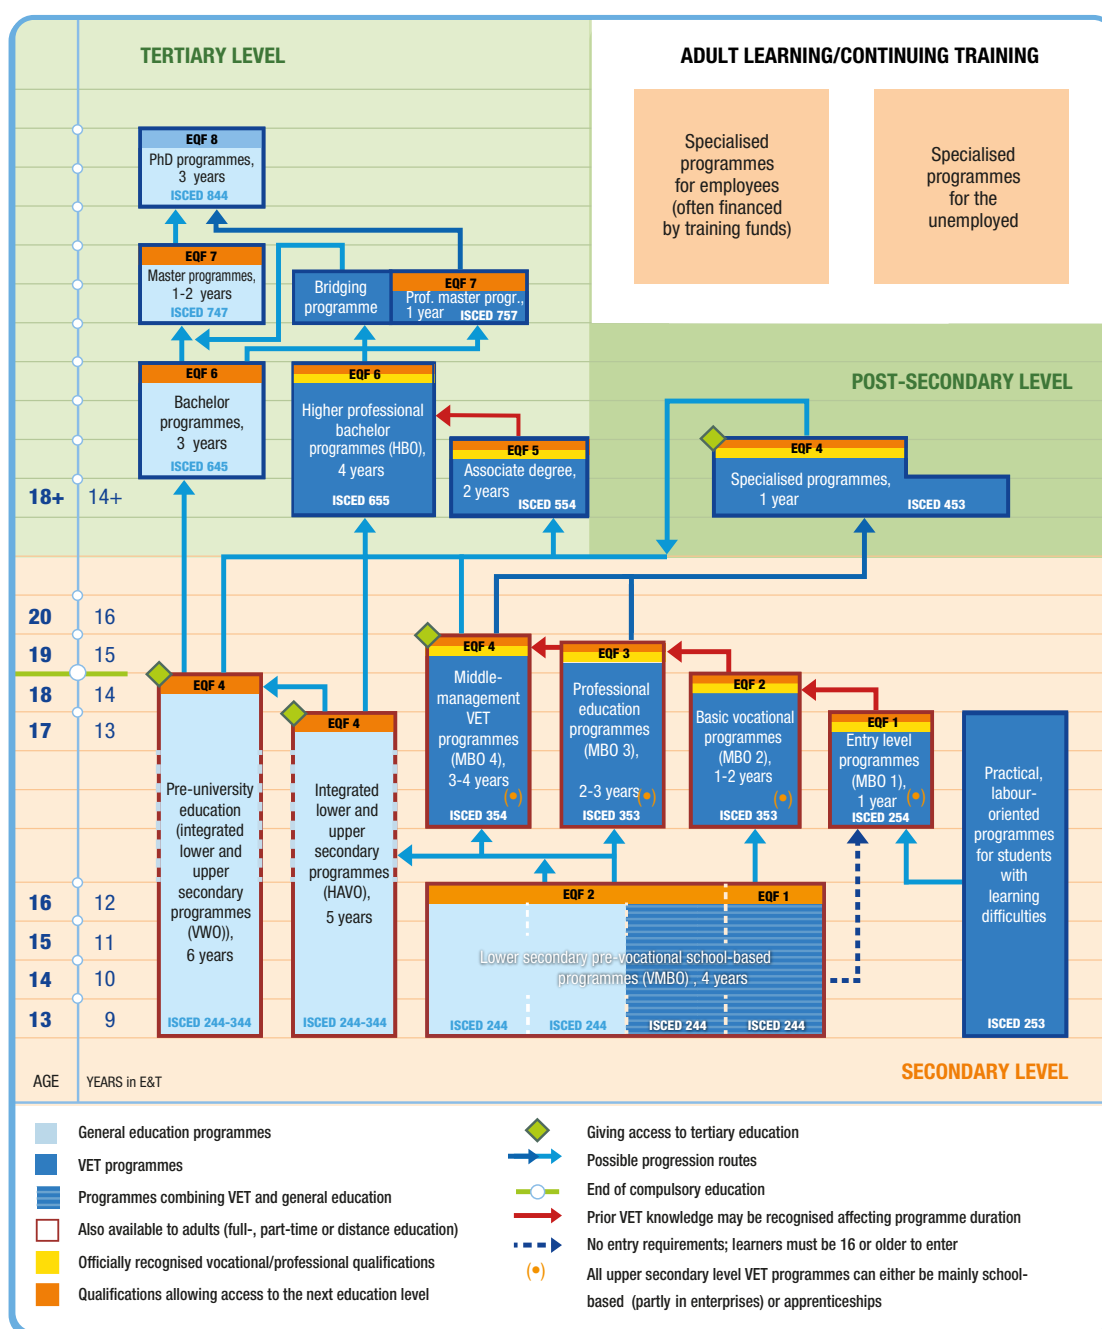 TERTIARY LEVEL
ADULT LEARNING/CONTINUING TRAINING
Specialised
programmes
for employees
(often financed
by training funds)
Specialised
programmes
for the
unemployed
EQF 8
PhD programmes,
3 years
ISCED 844
EQF 7
Master programmes,
1-2 years
ISCED 747
Bridging
programme
EQF 7
Prof. master progr.,
1 year
ISCED 757
EQF 6
Bachelor
programmes,
3 years
ISCED 645
EQF 6
Higher professional
bachelor
programmes (HBO),
4 years
ISCED 655
EQF 5
Associate degree,
2 years
ISCED 554
POST-SECONDARY LEVEL
EQF 4
Specialised programmes,
1 year
ISCED 453
18+ 14+
20 16
19 15
18 14
17 13
16 12
15 11
14 10
13 9
AGE YEARS in E&T
EQF 4
Pre-university
education
(integrated
lower and
upper
secondary
programmes
(VWO)),
6 years
ISCED 244-344
EQF 4
Integrated
lower and
upper
secondary
programmes
(HAVO),
5 years
ISCED 244-344
EQF 4
Middle-
management
VET
programmes
(MBO 4),
3-4 years
(•)
ISCED 354
EQF 3
Professional
education
programmes
(MBO 3),
2-3 years
(•)
ISCED 353
EQF 2
Basic vocational
programmes
(MBO 2),
1-2 years
(•)
ISCED 353
EQF 1
Entry level
programmes
(MBO 1),
1 year
(•)
ISCED 254
Practical,
labour-
oriented
programmes
for students
with
learning
difficulties
ISCED 253
EQF 2
EQF 1
Lower secondary pre-vocational school-based
programmes (VMBO) , 4 years
ISCED 244
ISCED 244
ISCED 244
ISCED 244
SECONDARY LEVEL
General education programmes
VET programmes
Programmes combining VET and general education
Also available to adults (full-, part-time or distance education)
Officially recognised vocational/professional qualifications
Qualifications allowing access to the next education level
Giving access to tertiary education
Possible progression routes
End of compulsory education
Prior VET knowledge may be recognised affecting programme duration
No entry requirements; learners must be 16 or older to enter
(•)
All upper secondary level VET programmes can either be mainly school-
based (partly in enterprises) or apprenticeships